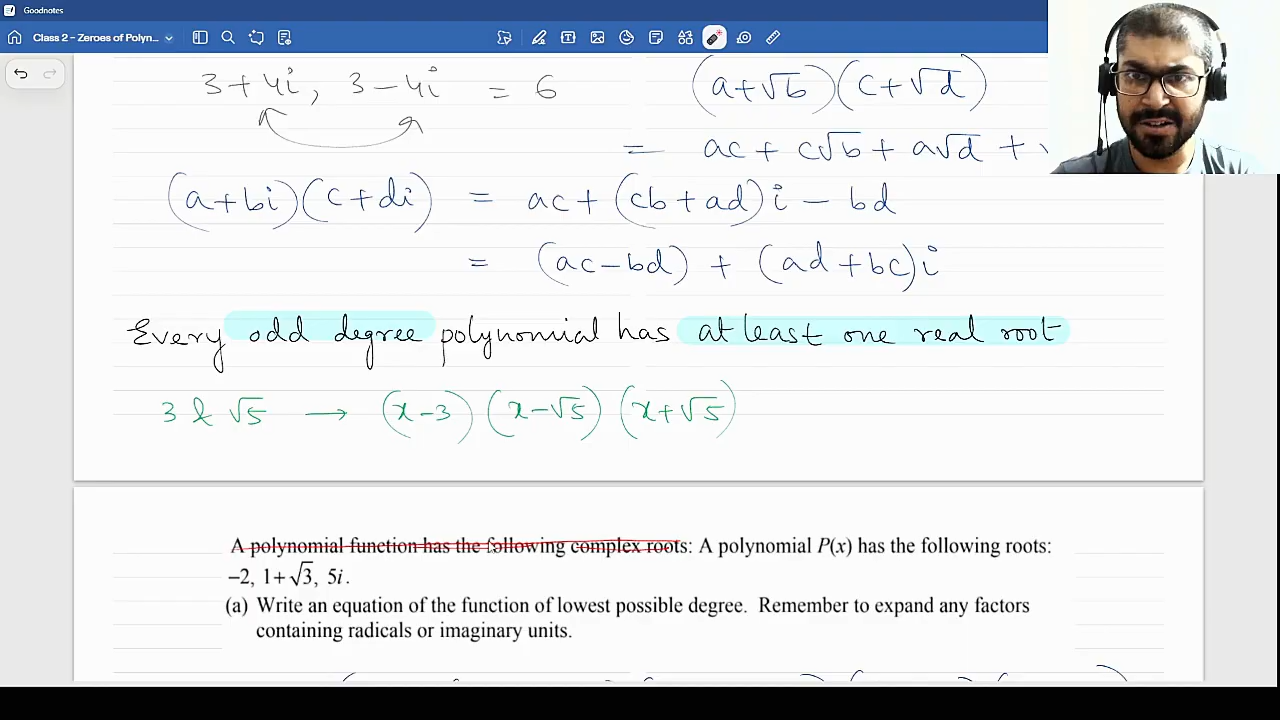 Goodnotes
Class 2 – Zeroes of Polyn...
3+4i, 3-4i = 6
(a+√b)(c+√d)
= ac + c√b + a√d +
(a+bi)(c+di) = ac + (cb+ad)i - bd
= (ac-bd) + (ad+bc)i
Every odd degree polynomial has at least one real root
3 & √5 → (x-3)(x-√5)(x+√5)
A polynomial function has the following complex roots: A polynomial P(x) has the following roots:
–2, 1+√3, 5i.
(a) Write an equation of the function of lowest possible degree. Remember to expand any factors
containing radicals or imaginary units.